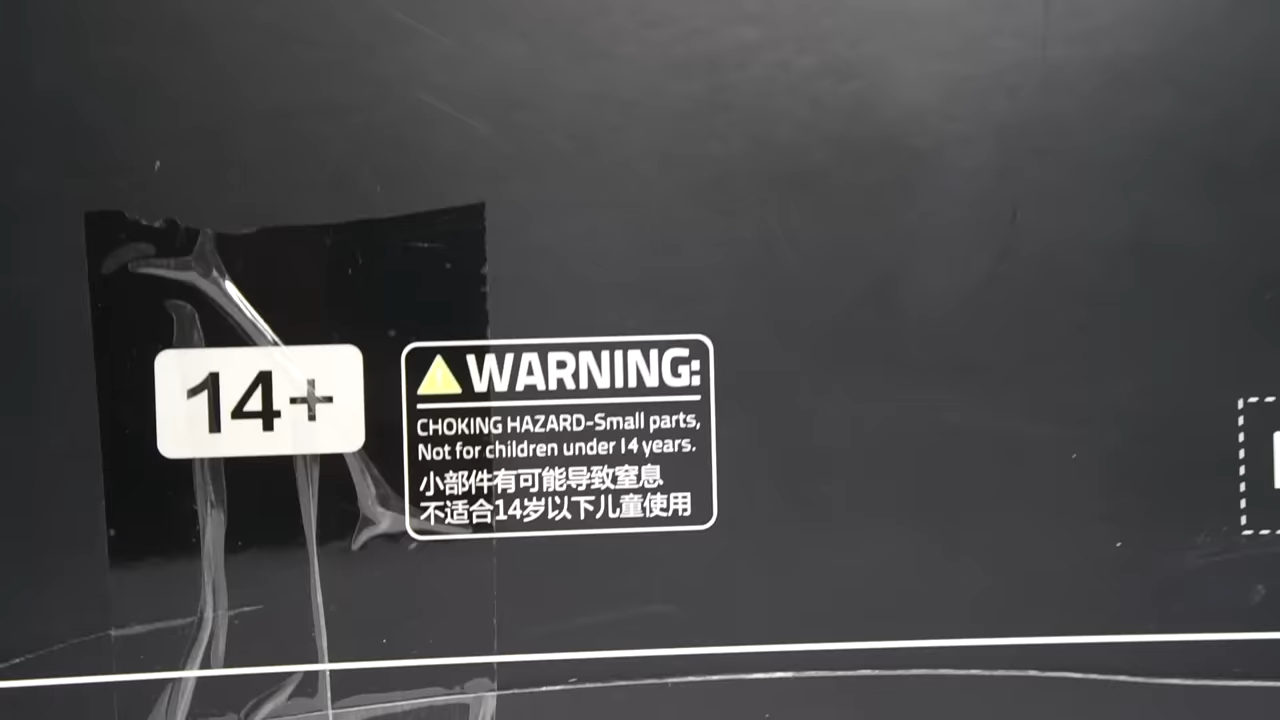 14+
WARNING:
CHOKING HAZARD-Small parts,
Not for children under 14 years.
小部件有可能导致窒息
不适合14岁以下儿童使用